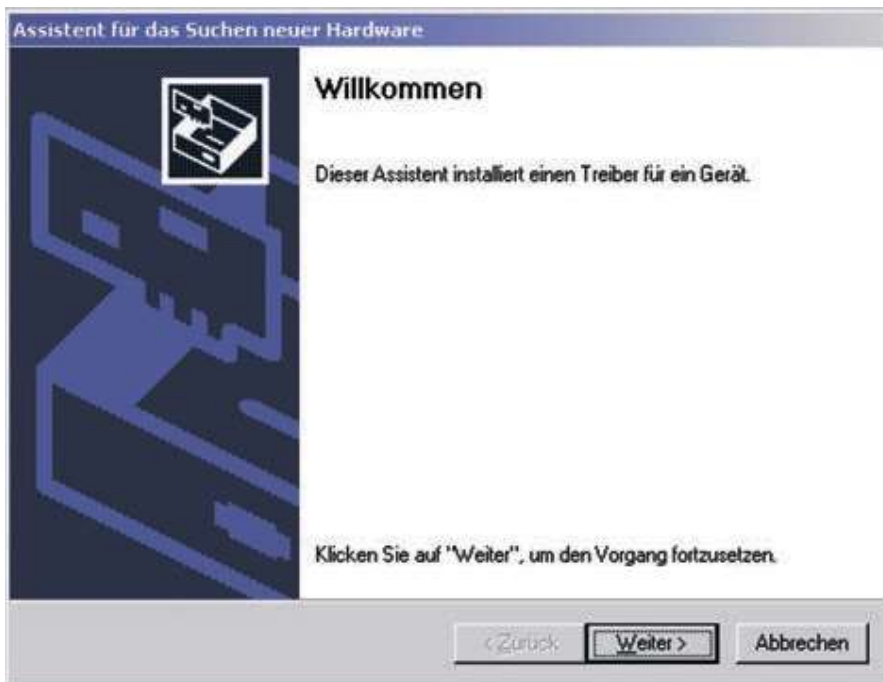 Assistent für das Suchen neuer Hardware
Willkommen
Dieser Assistent installiert einen Treiber für ein Gerät.
Klicken Sie auf "Weiter", um den Vorgang fortzusetzen.
< Zurück
Weiter >
Abbrechen